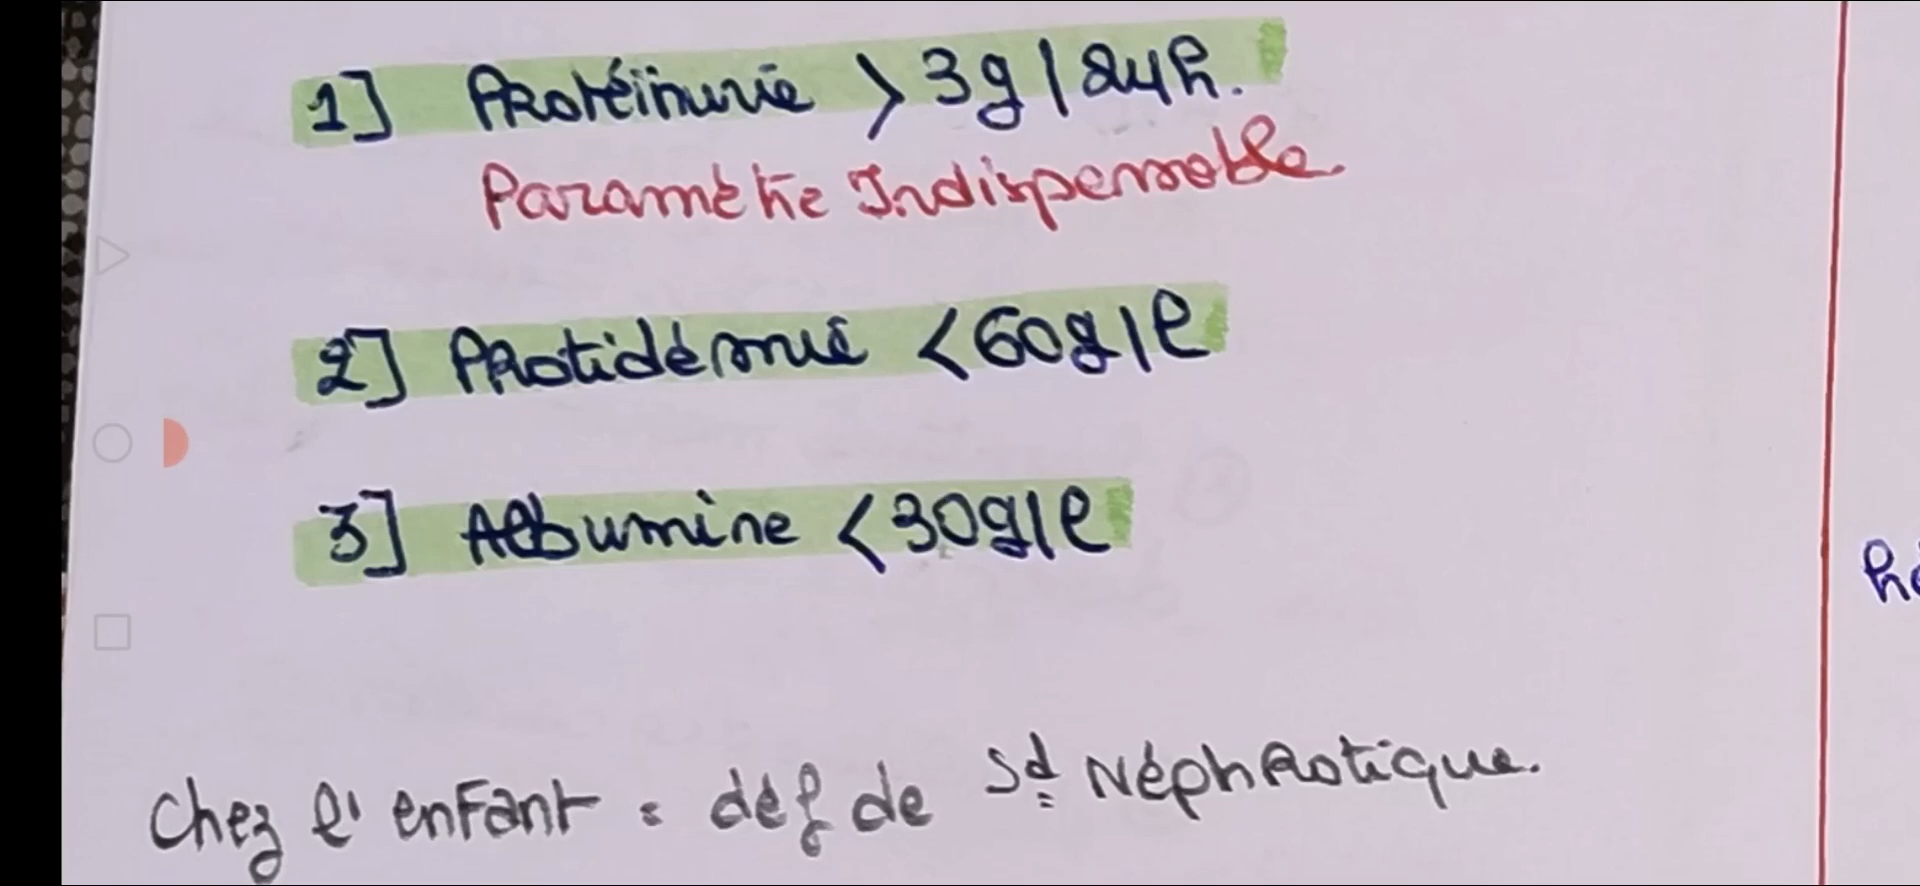 1] Protéinurie > 3g/24h.
Paramètre Indispensable
2] Protidémie <60g/l
3] Albumine <30g/l
Chez l'enfant : déf de Sd Néphrotique.